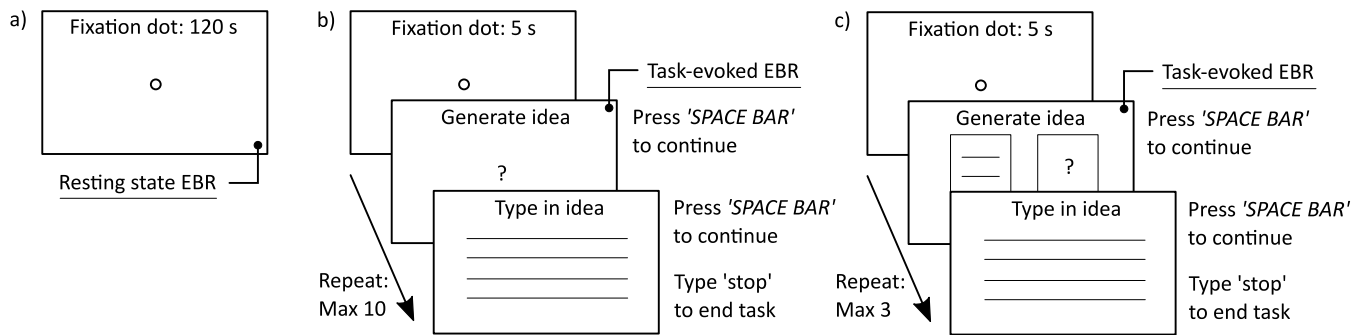 a)
Fixation dot: 120 s
Resting state EBR
b)
Fixation dot: 5 s
Task-evoked EBR
Generate idea
Press 'SPACE BAR'
to continue
?
Type in idea
Press 'SPACE BAR'
to continue
Repeat:
Max 10
Type 'stop'
to end task
c)
Fixation dot: 5 s
Task-evoked EBR
Generate idea
Press 'SPACE BAR'
to continue
?
Type in idea
Press 'SPACE BAR'
to continue
Repeat:
Max 3
Type 'stop'
to end task